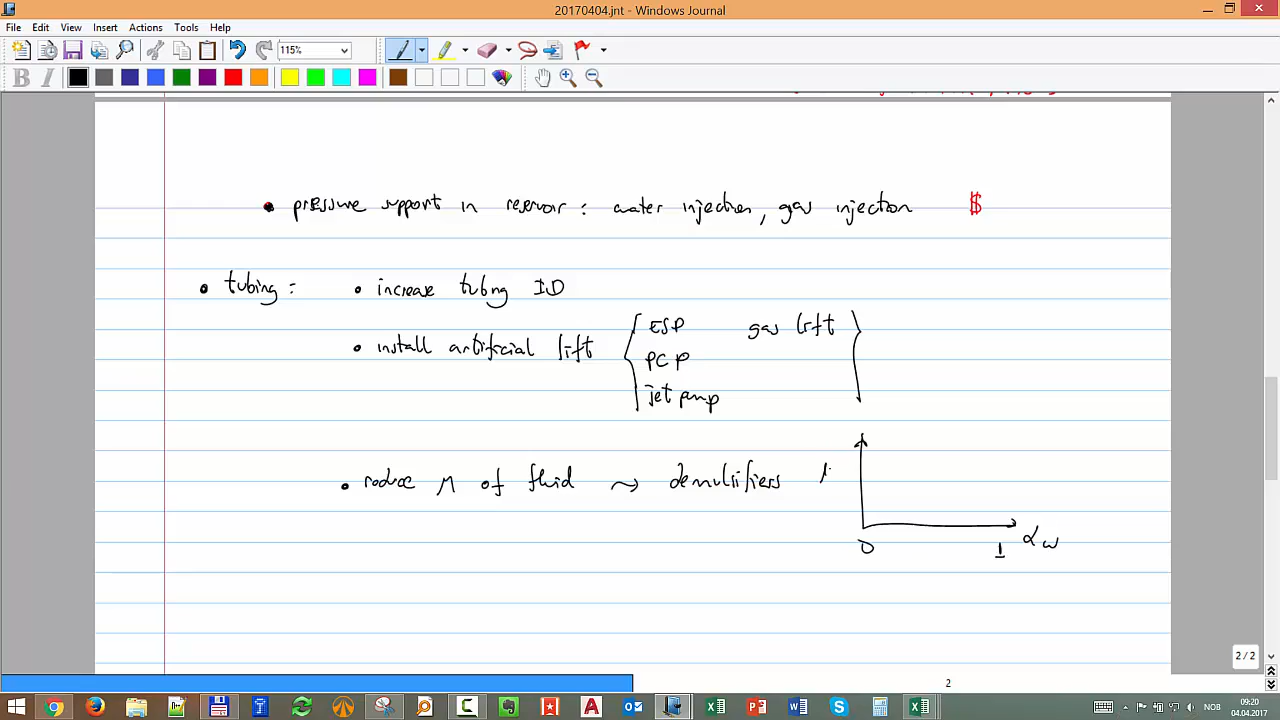 20170404.jnt - Windows Journal
File Edit View Insert Actions Tools Help
115%
B I
• pressure support in reservoir : water injection, gas injection $
• tubing : • increase tubng ID
• install artificial lift { ESP gas lift }
PCP
jet pump
• reduce μ of fluid ⤳ demulsifiers
0 1 αw
2/2
2
NOB
09:20
04.04.2017